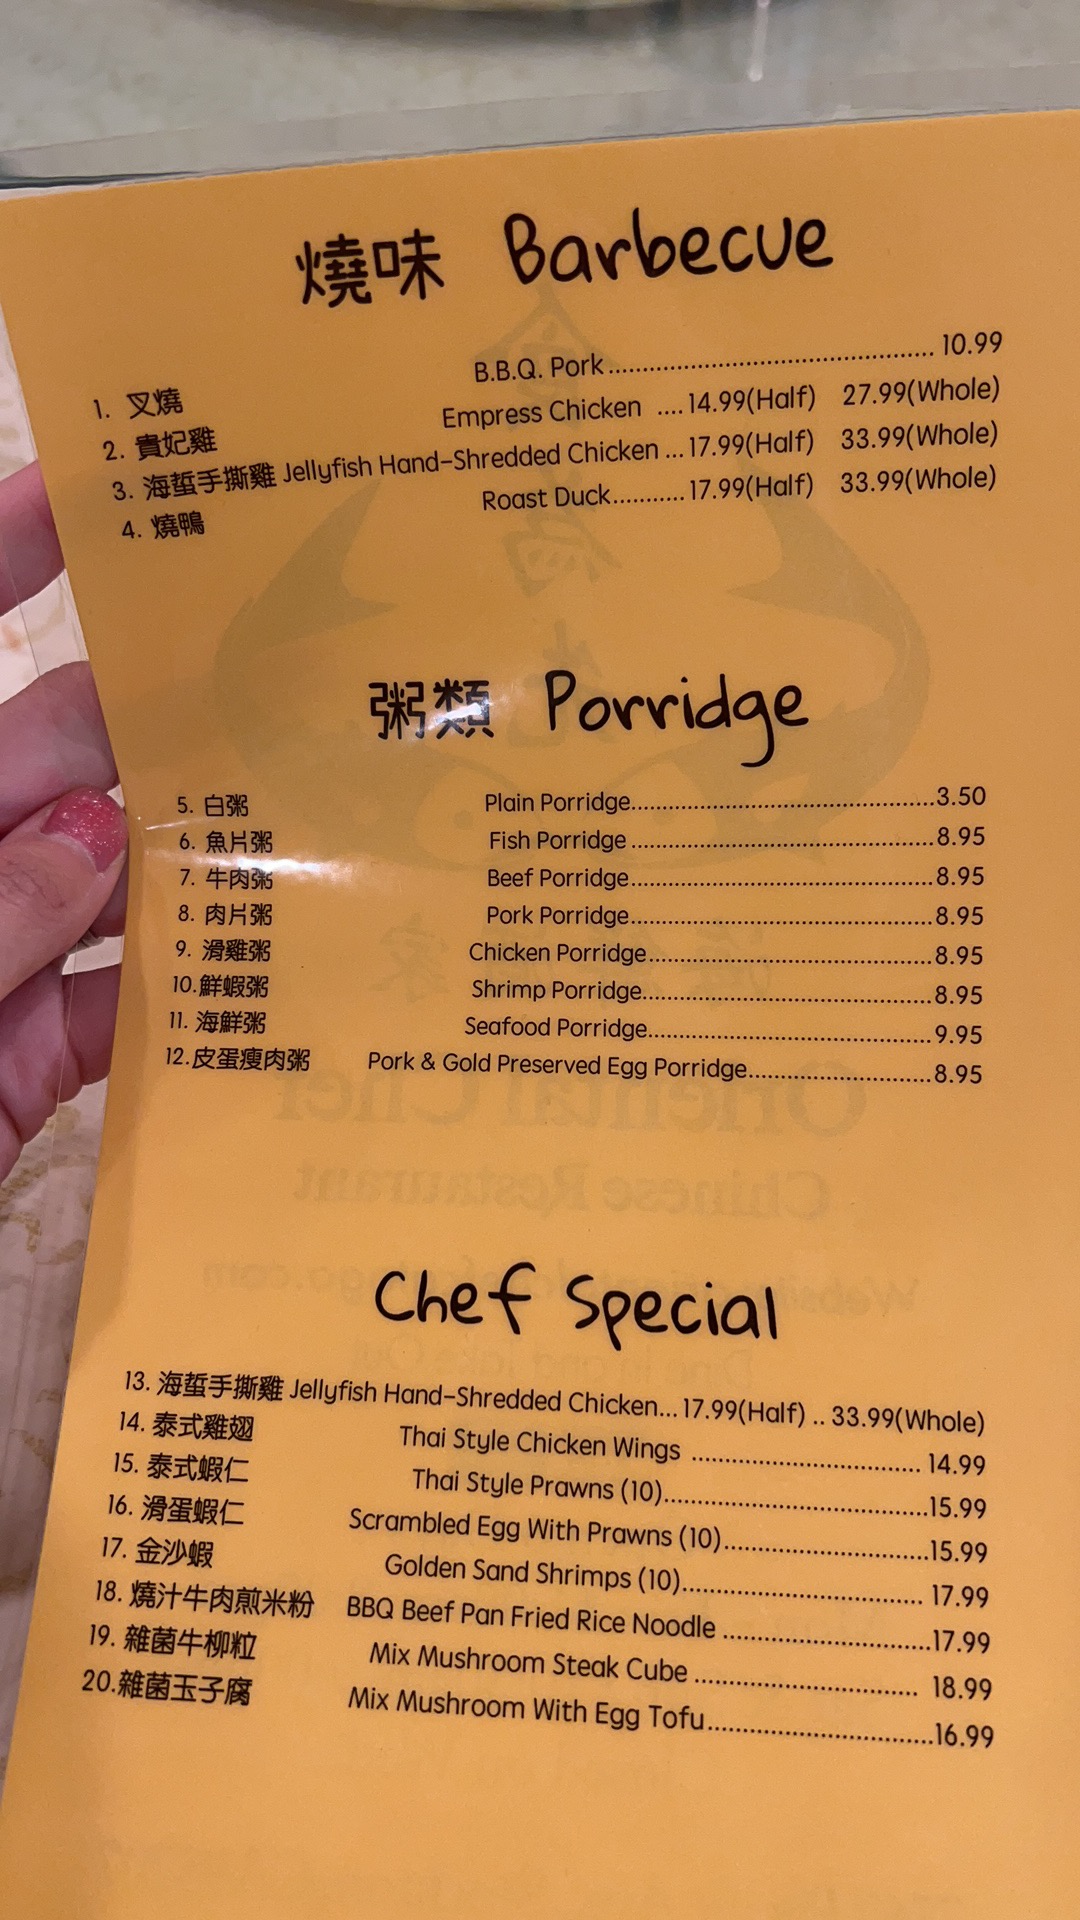 燒味 Barbecue
1. 叉燒 B.B.Q. Pork.......................................... 10.99
2. 貴妃雞 Empress Chicken ....14.99(Half) 27.99(Whole)
3. 海蜇手撕雞 Jellyfish Hand-Shredded Chicken ...17.99(Half) 33.99(Whole)
4. 燒鴨 Roast Duck...........17.99(Half) 33.99(Whole)
粥類 Porridge
5. 白粥 Plain Porridge..........................................3.50
6. 魚片粥 Fish Porridge ..........................................8.95
7. 牛肉粥 Beef Porridge..........................................8.95
8. 肉片粥 Pork Porridge..........................................8.95
9. 滑雞粥 Chicken Porridge.......................................8.95
10.鮮蝦粥 Shrimp Porridge........................................8.95
11. 海鮮粥 Seafood Porridge.......................................9.95
12.皮蛋瘦肉粥 Pork & Gold Preserved Egg Porridge.........................8.95
Chef Special
13. 海蜇手撕雞 Jellyfish Hand-Shredded Chicken...17.99(Half) .. 33.99(Whole)
14. 泰式雞翅 Thai Style Chicken Wings ................................ 14.99
15. 泰式蝦仁 Thai Style Prawns (10).....................................15.99
16. 滑蛋蝦仁 Scrambled Egg With Prawns (10).............................15.99
17. 金沙蝦 Golden Sand Shrimps (10).................................. 17.99
18. 燒汁牛肉煎米粉 BBQ Beef Pan Fried Rice Noodle .............................17.99
19. 雜菌牛柳粒 Mix Mushroom Steak Cube ............................... 18.99
20.雜菌玉子腐 Mix Mushroom With Egg Tofu...............................16.99